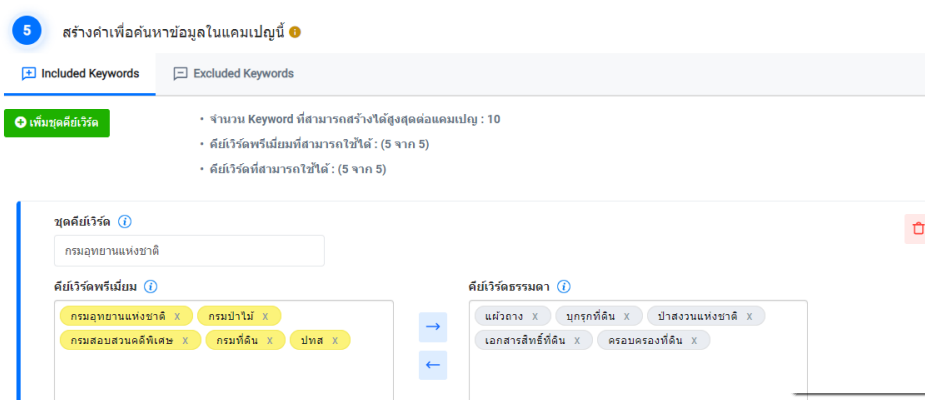 5 สร้างคำเพื่อค้นหาข้อมูลในแคมเปญนี้
Included Keywords Excluded Keywords
เพิ่มชุดคีย์เวิร์ด
• จำนวน Keyword ที่สามารถสร้างได้สูงสุดต่อแคมเปญ : 10
• คีย์เวิร์ดพรีเมี่ยมที่สามารถใช้ได้ : (5 จาก 5)
• คีย์เวิร์ดที่สามารถใช้ได้ : (5 จาก 5)
ชุดคีย์เวิร์ด i
กรมอุทยานแห่งชาติ
คีย์เวิร์ดพรีเมี่ยม i
กรมอุทยานแห่งชาติ x กรมป่าไม้ x
กรมสอบสวนคดีพิเศษ x กรมที่ดิน x ปทส x
คีย์เวิร์ดธรรมดา i
แผ้วถาง x บุกรุกที่ดิน x ป่าสงวนแห่งชาติ x
เอกสารสิทธิ์ที่ดิน x ครอบครองที่ดิน x